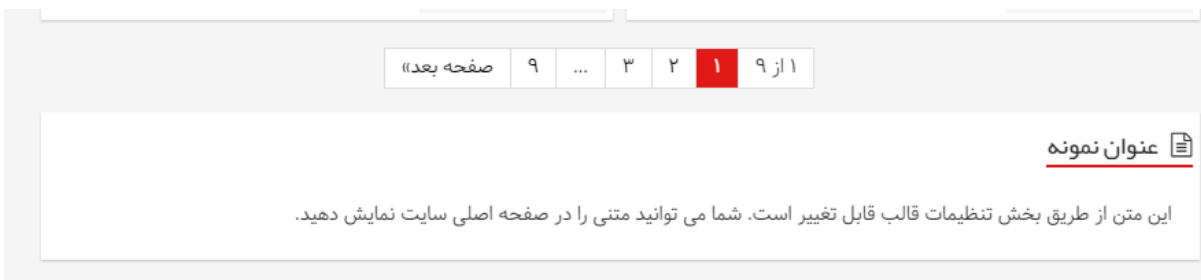 ۱ از ۹ ۱ ۲ ۳ ... ۹ صفحه بعد»
عنوان نمونه
این متن از طریق بخش تنظیمات قالب قابل تغییر است. شما می توانید متنی را در صفحه اصلی سایت نمایش دهید.